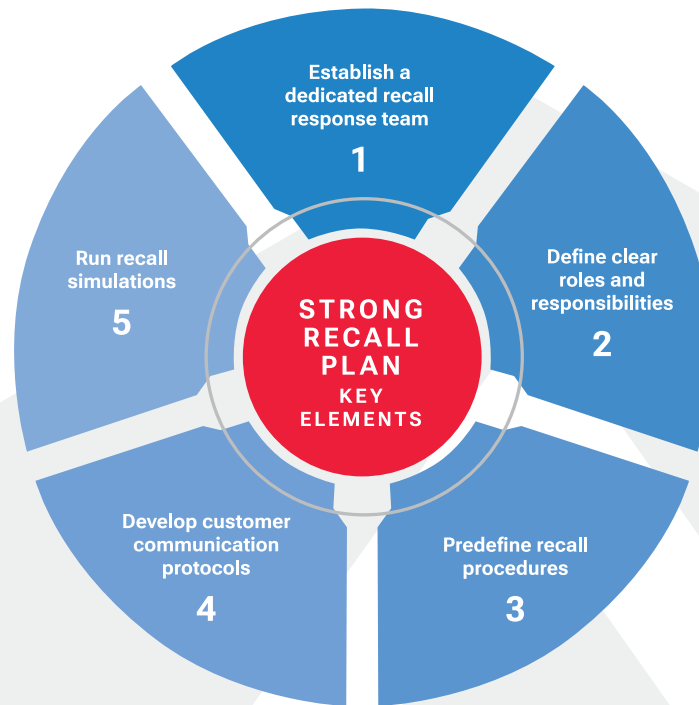 Establish a
dedicated recall
response team
1
Define clear
roles and
responsibilities
2
Predefine recall
procedures
3
Develop customer
communication
protocols
4
Run recall
simulations
5
STRONG
RECALL
PLAN
KEY
ELEMENTS